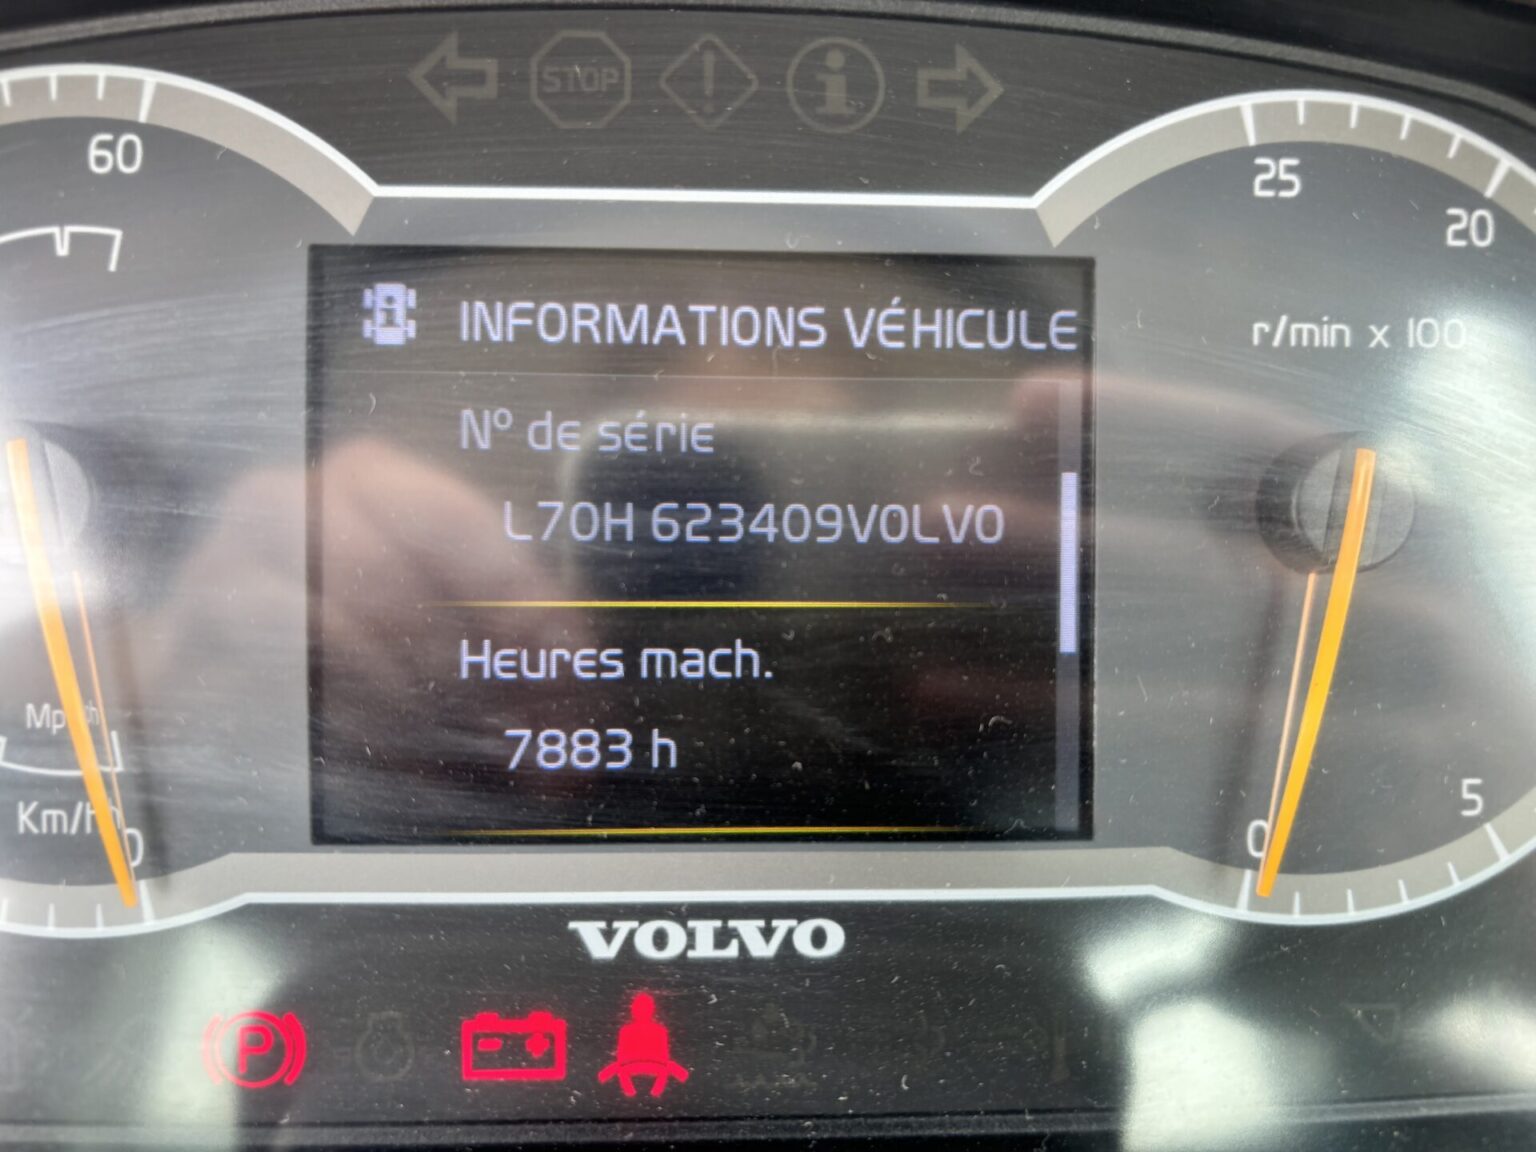 STOP
60
25
20
INFORMATIONS VÉHICULE
r/min x 100
N° de série
L70H 623409VOLVO
Heures mach.
7883 h
Km/h
0
0
5
VOLVO
P